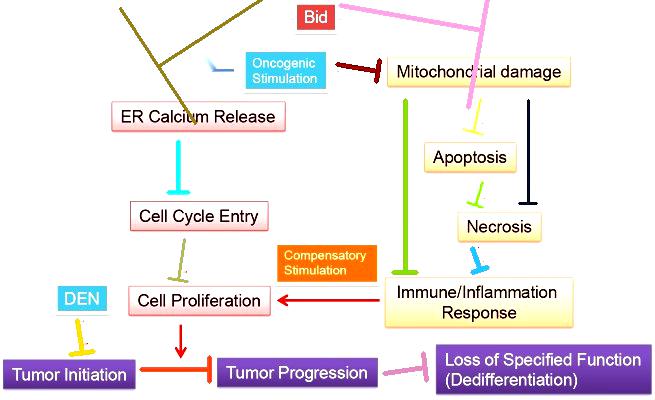 Bid
Oncogenic
Stimulation
Mitochondrial damage
ER Calcium Release
Apoptosis
Cell Cycle Entry
Necrosis
Compensatory
Stimulation
DEN
Cell Proliferation
Immune/Inflammation
Response
Tumor Initiation
Tumor Progression
Loss of Specified Function
(Dedifferentiation)